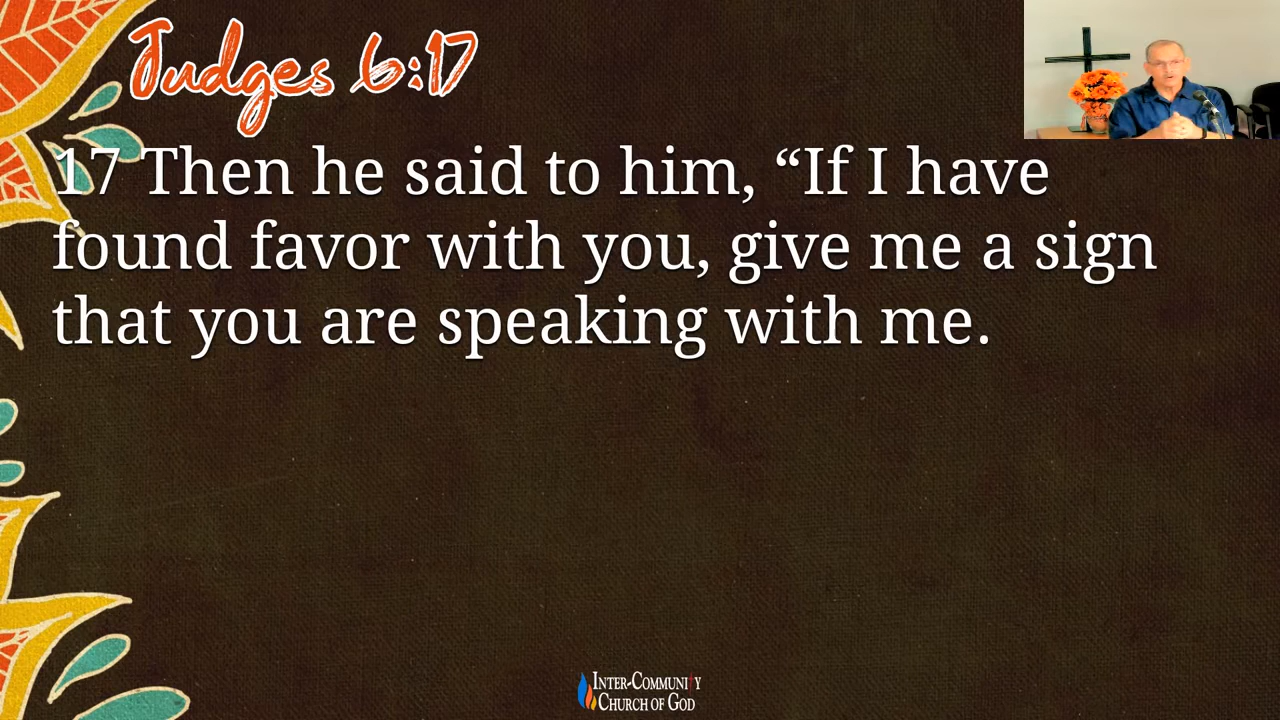 Judges 6:17
17 Then he said to him, “If I have
found favor with you, give me a sign
that you are speaking with me.
Inter-Community
Church of God